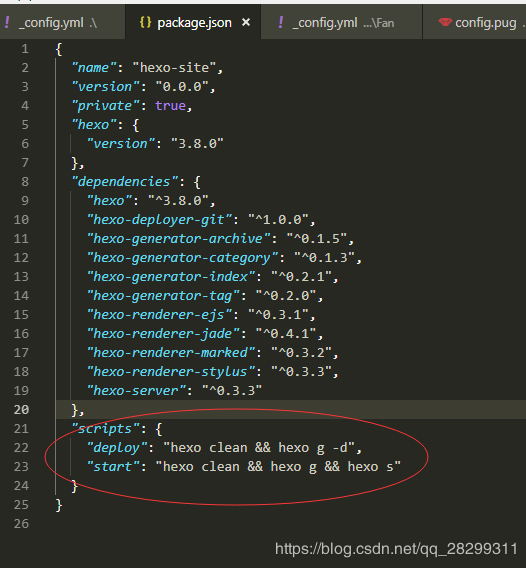 ! _config.yml .\ {} package.json × ! _config.yml ...\Fan config.pug .
1 {
2 "name": "hexo-site",
3 "version": "0.0.0",
4 "private": true,
5 "hexo": {
6 "version": "3.8.0"
7 },
8 "dependencies": {
9 "hexo": "^3.8.0",
10 "hexo-deployer-git": "^1.0.0",
11 "hexo-generator-archive": "^0.1.5",
12 "hexo-generator-category": "^0.1.3",
13 "hexo-generator-index": "^0.2.1",
14 "hexo-generator-tag": "^0.2.0",
15 "hexo-renderer-ejs": "^0.3.1",
16 "hexo-renderer-jade": "^0.4.1",
17 "hexo-renderer-marked": "^0.3.2",
18 "hexo-renderer-stylus": "^0.3.3",
19 "hexo-server": "^0.3.3"
20 },
21 "scripts": {
22 "deploy": "hexo clean && hexo g -d",
23 "start": "hexo clean && hexo g && hexo s"
24 }
25 }
26
https://blog.csdn.net/qq_28299311